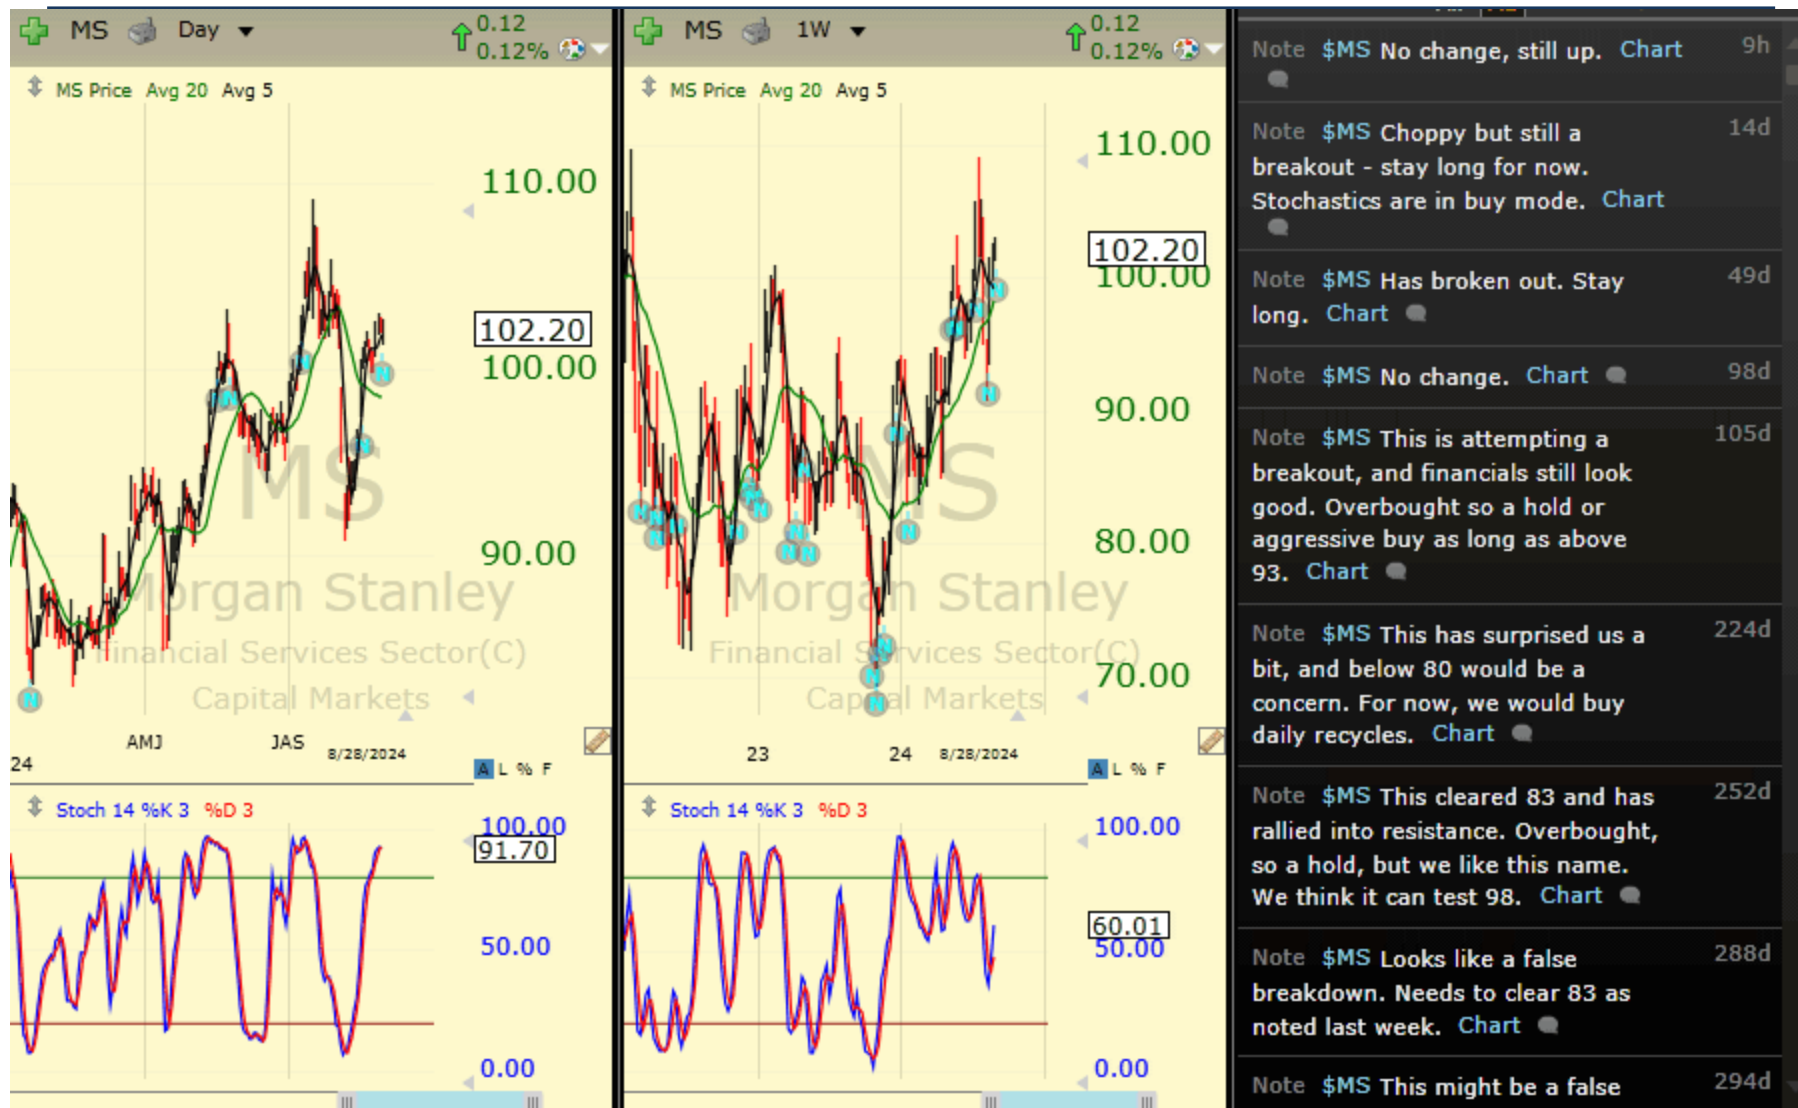 MS Day 0.12
0.12%
MS Price Avg 20 Avg 5
110.00
102.20
100.00
90.00
MS
Morgan Stanley
Financial Services Sector(C)
Capital Markets
24 AMJ JAS 8/28/2024
A L % F
Stoch 14 %K 3 %D 3
100.00
91.70
50.00
0.00
MS 1W 0.12
0.12%
MS Price Avg 20 Avg 5
110.00
102.20
100.00
90.00
80.00
70.00
MS
Morgan Stanley
Financial Services Sector(C)
Capital Markets
23 24 8/28/2024
A L % F
Stoch 14 %K 3 %D 3
100.00
60.01
50.00
0.00
Note $MS No change, still up. Chart 9h
Note $MS Choppy but still a 14d
breakout - stay long for now.
Stochastics are in buy mode. Chart
Note $MS Has broken out. Stay 49d
long. Chart
Note $MS No change. Chart 98d
Note $MS This is attempting a 105d
breakout, and financials still look
good. Overbought so a hold or
aggressive buy as long as above
93. Chart
Note $MS This has surprised us a 224d
bit, and below 80 would be a
concern. For now, we would buy
daily recycles. Chart
Note $MS This cleared 83 and has 252d
rallied into resistance. Overbought,
so a hold, but we like this name.
We think it can test 98. Chart
Note $MS Looks like a false 288d
breakdown. Needs to clear 83 as
noted last week. Chart
Note $MS This might be a false 294d